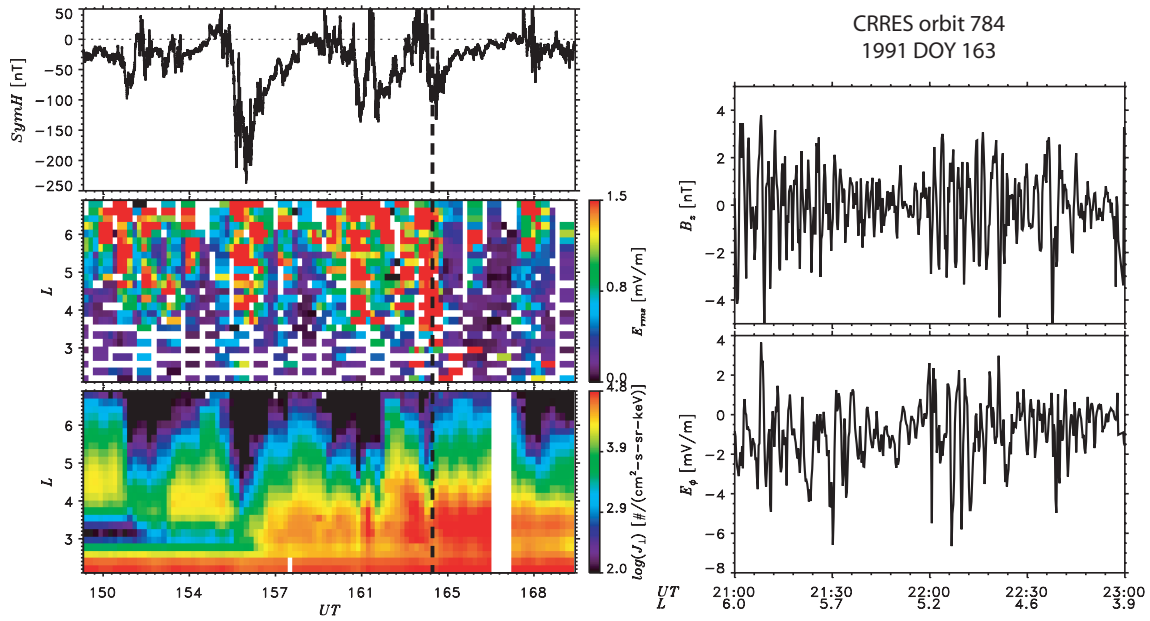 CRRES orbit 784
1991 DOY 163
50
0
−50
−100
−150
−200
−250
SymH [nT]
6
5
4
3
L
1.5
0.8
0.0
E_rms [mV/m]
6
5
4
3
L
4.8
3.9
2.9
2.0
log(J⊥) [#/(cm²−s−sr−keV)]
150 154 157 161 165 168
UT
4
2
0
−2
−4
B_z [nT]
4
2
0
−2
−4
−6
−8
E_φ [mV/m]
UT 21:00 21:30 22:00 22:30 23:00
L 6.0 5.7 5.2 4.6 3.9